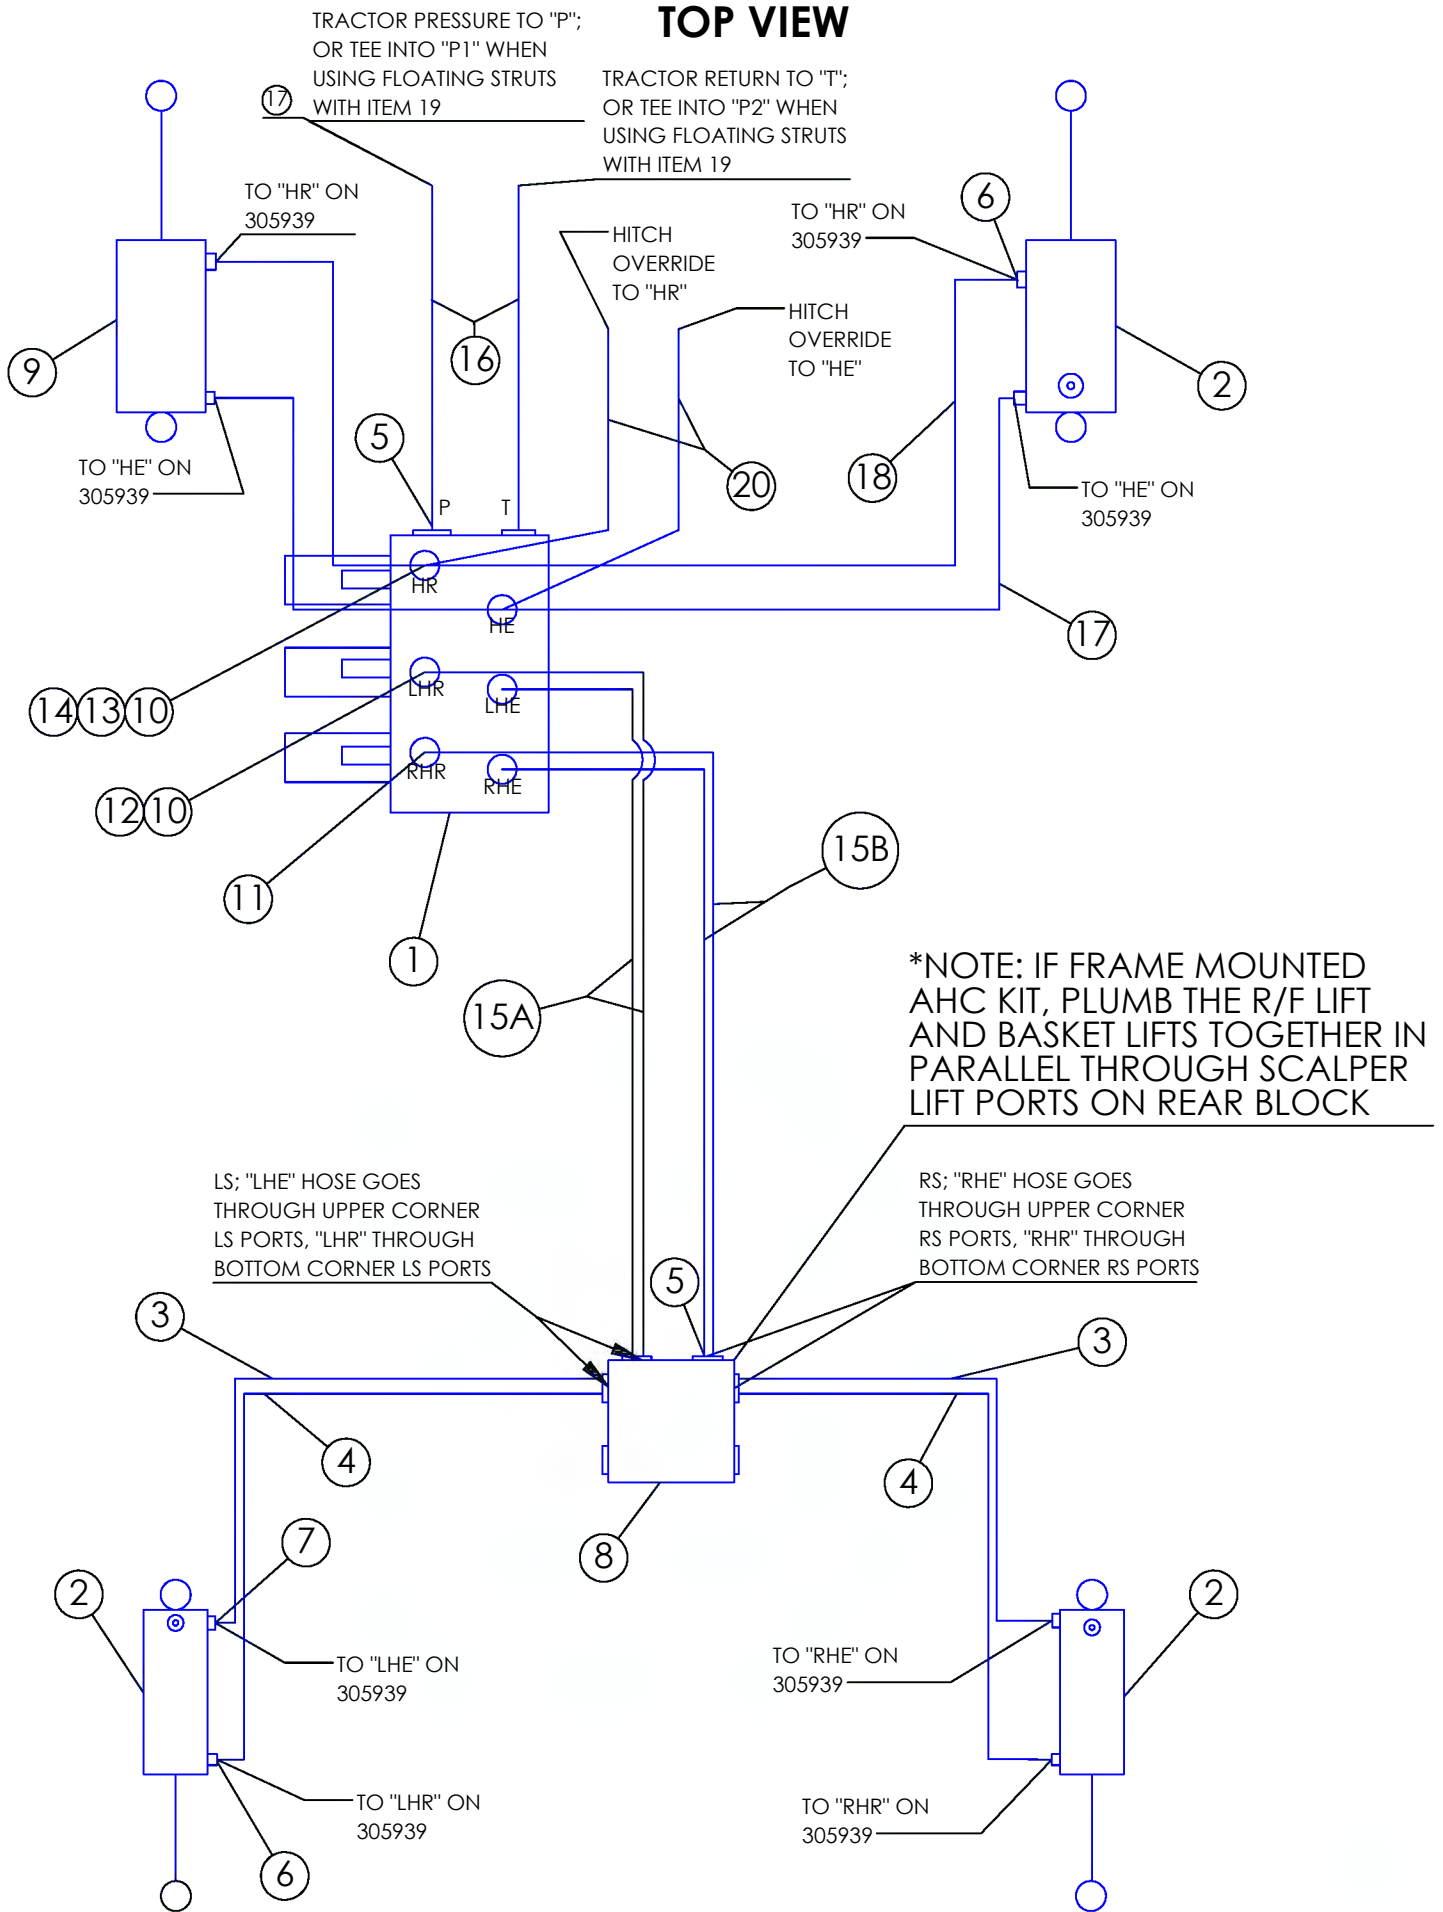 TOP VIEW
TRACTOR PRESSURE TO "P";
OR TEE INTO "P1" WHEN
USING FLOATING STRUTS
WITH ITEM 19
17
TRACTOR RETURN TO "T";
OR TEE INTO "P2" WHEN
USING FLOATING STRUTS
WITH ITEM 19
TO "HR" ON
305939
HITCH
OVERRIDE
TO "HR"
TO "HR" ON
305939
6
HITCH
OVERRIDE
TO "HE"
9
16
2
5
TO "HE" ON
305939
20
18
TO "HE" ON
305939
P
T
HR
HE
17
LHR
LHE
14 13 10
RHR
RHE
12 10
15B
11
1
15A
*NOTE: IF FRAME MOUNTED
AHC KIT, PLUMB THE R/F LIFT
AND BASKET LIFTS TOGETHER IN
PARALLEL THROUGH SCALPER
LIFT PORTS ON REAR BLOCK
LS; "LHE" HOSE GOES
THROUGH UPPER CORNER
LS PORTS, "LHR" THROUGH
BOTTOM CORNER LS PORTS
RS; "RHE" HOSE GOES
THROUGH UPPER CORNER
RS PORTS, "RHR" THROUGH
BOTTOM CORNER RS PORTS
5
3
3
4
4
7
8
2
2
TO "LHE" ON
305939
TO "RHE" ON
305939
TO "LHR" ON
305939
TO "RHR" ON
305939
6